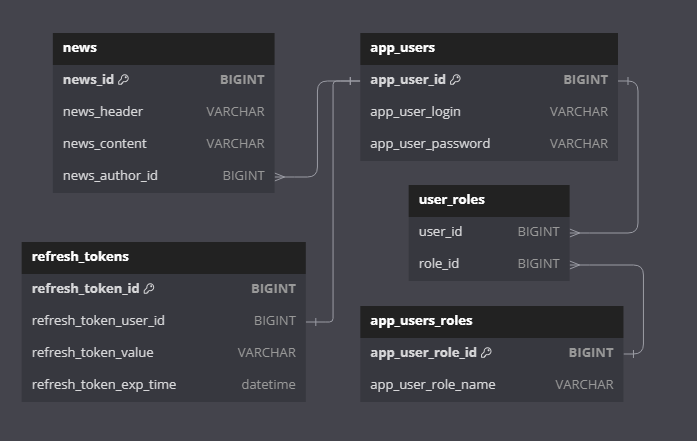 news
news_id BIGINT
news_header VARCHAR
news_content VARCHAR
news_author_id BIGINT
app_users
app_user_id BIGINT
app_user_login VARCHAR
app_user_password VARCHAR
user_roles
user_id BIGINT
role_id BIGINT
refresh_tokens
refresh_token_id BIGINT
refresh_token_user_id BIGINT
refresh_token_value VARCHAR
refresh_token_exp_time datetime
app_users_roles
app_user_role_id BIGINT
app_user_role_name VARCHAR